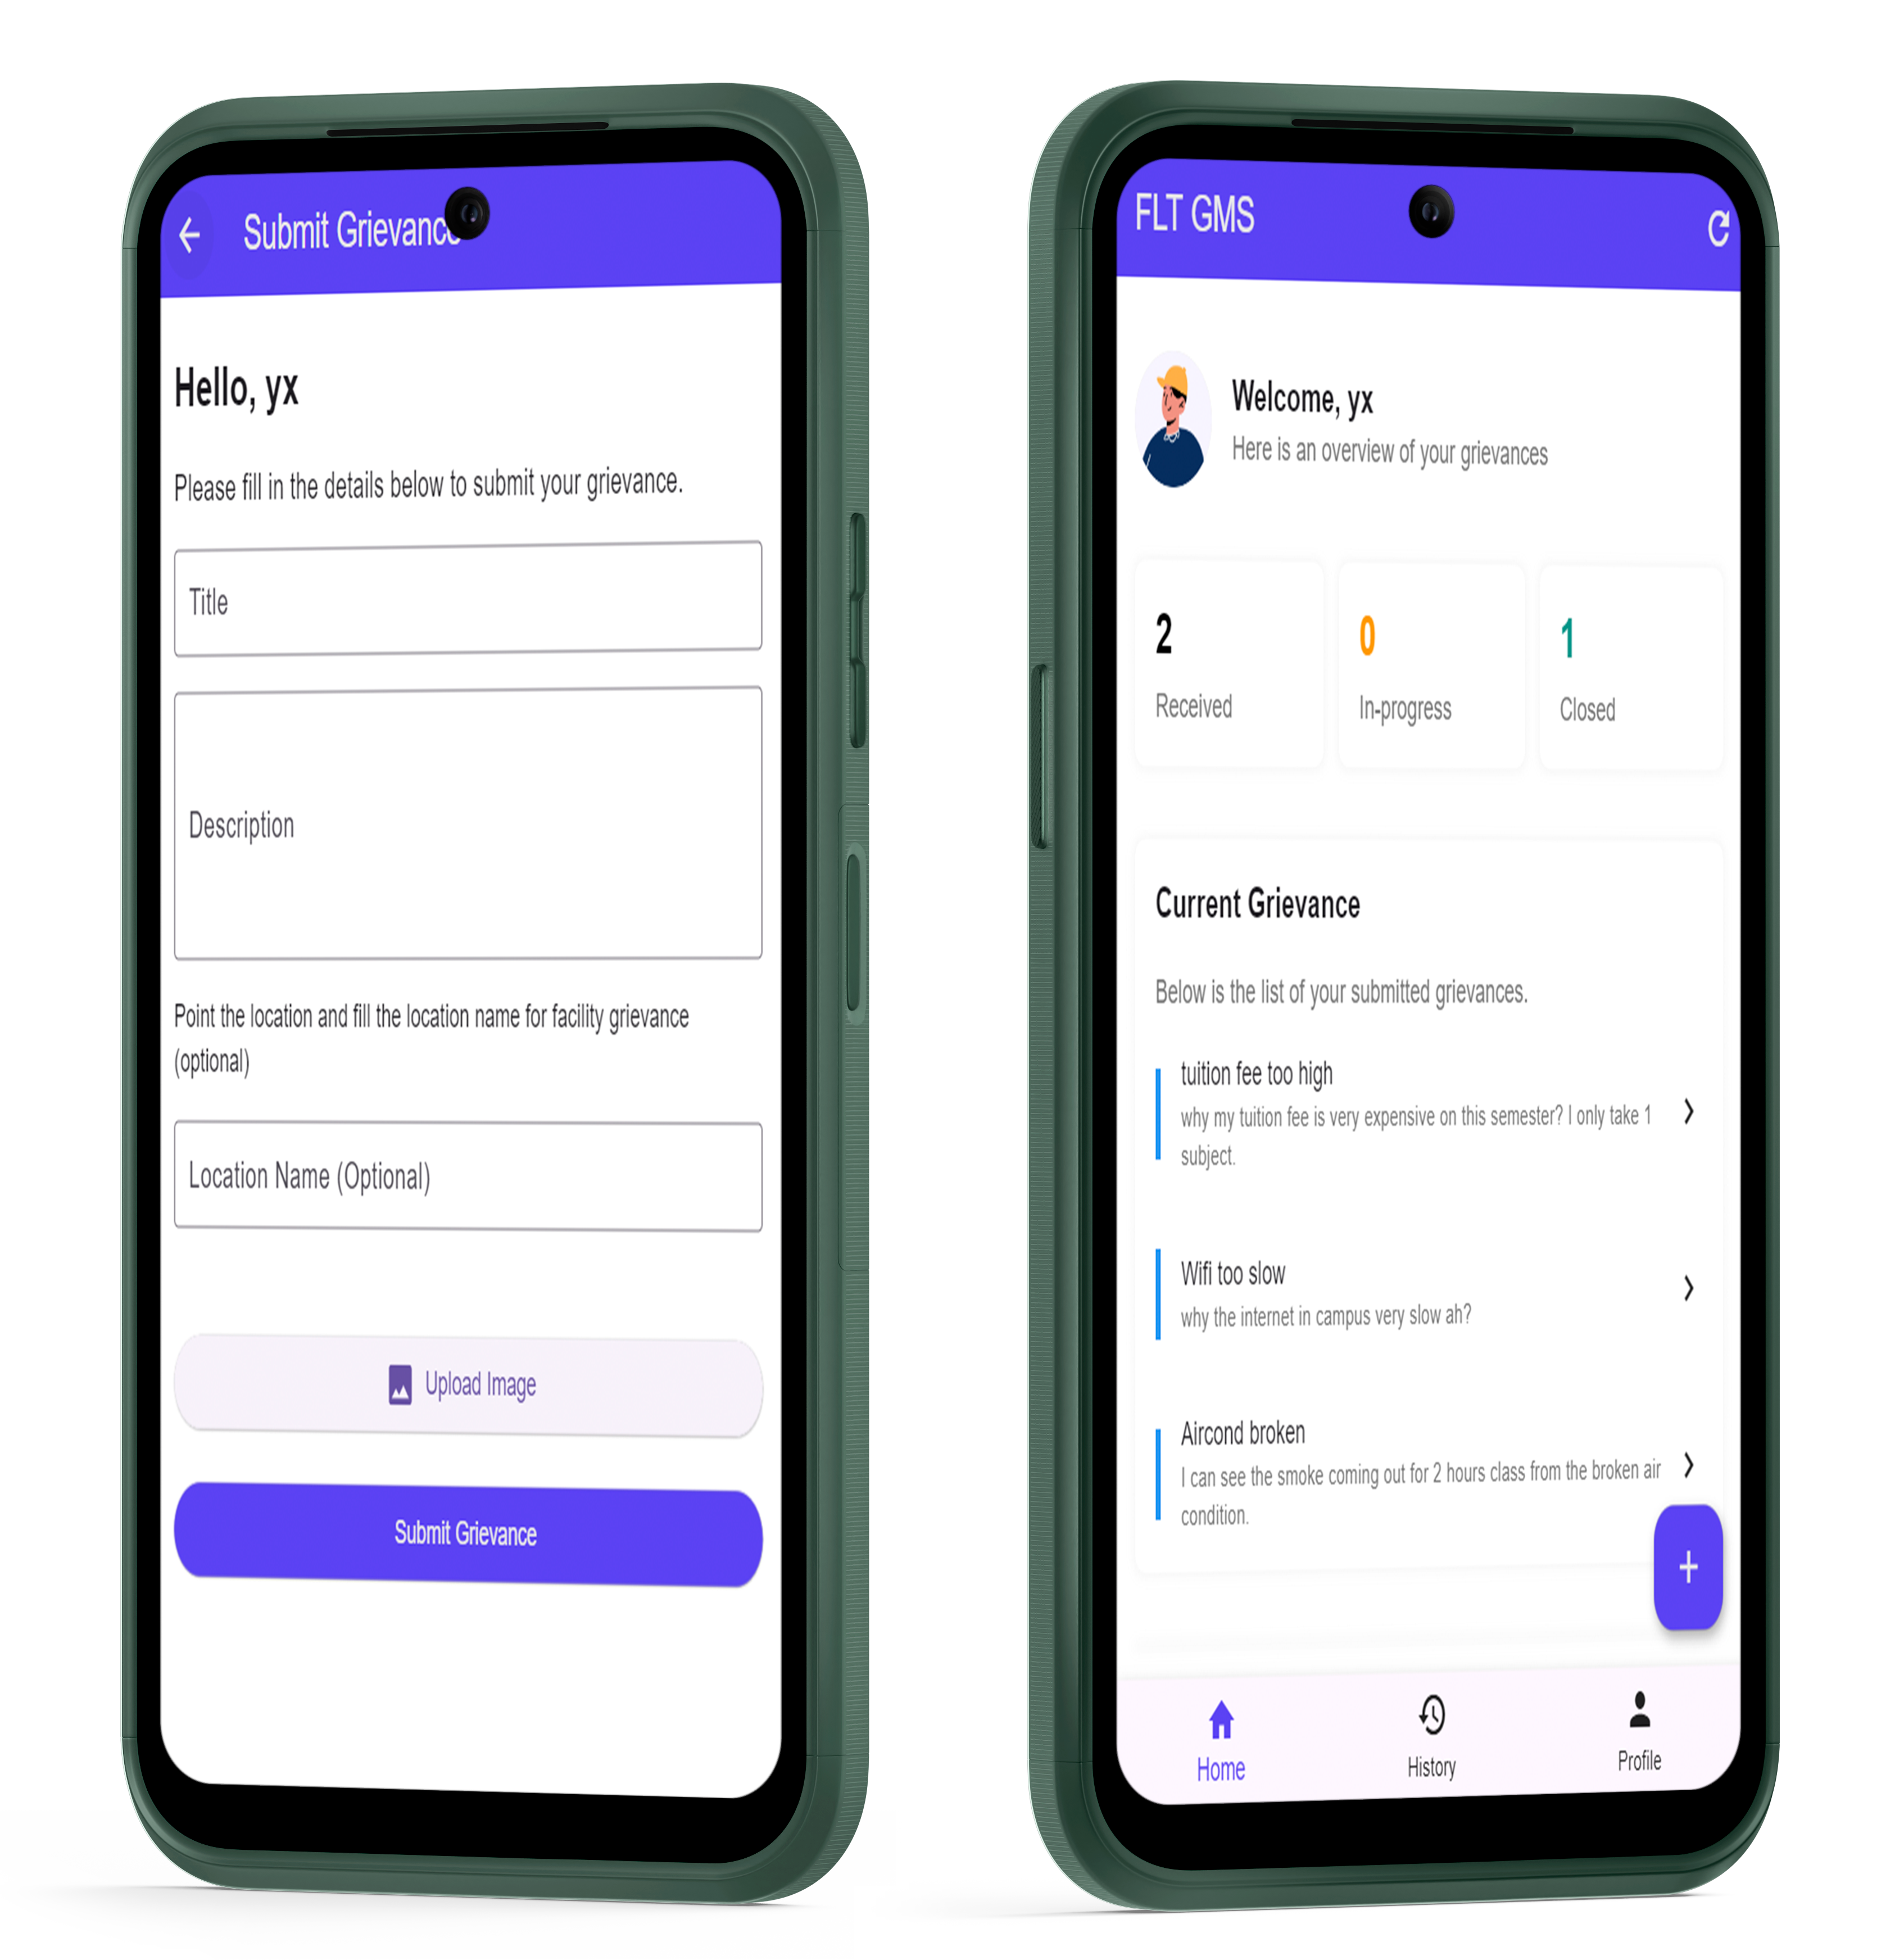 Submit Grievance
Hello, yx
Please fill in the details below to submit your grievance.
Title
Description
Point the location and fill the location name for facility grievance
(optional)
Location Name (Optional)
Upload Image
Submit Grievance
FLT GMS
Welcome, yx
Here is an overview of your grievances
2
Received
0
In-progress
1
Closed
Current Grievance
Below is the list of your submitted grievances.
tuition fee too high
why my tuition fee is very expensive on this semester? I only take 1
subject.
Wifi too slow
why the internet in campus very slow ah?
Aircond broken
I can see the smoke coming out for 2 hours class from the broken air
condition.
Home
History
Profile